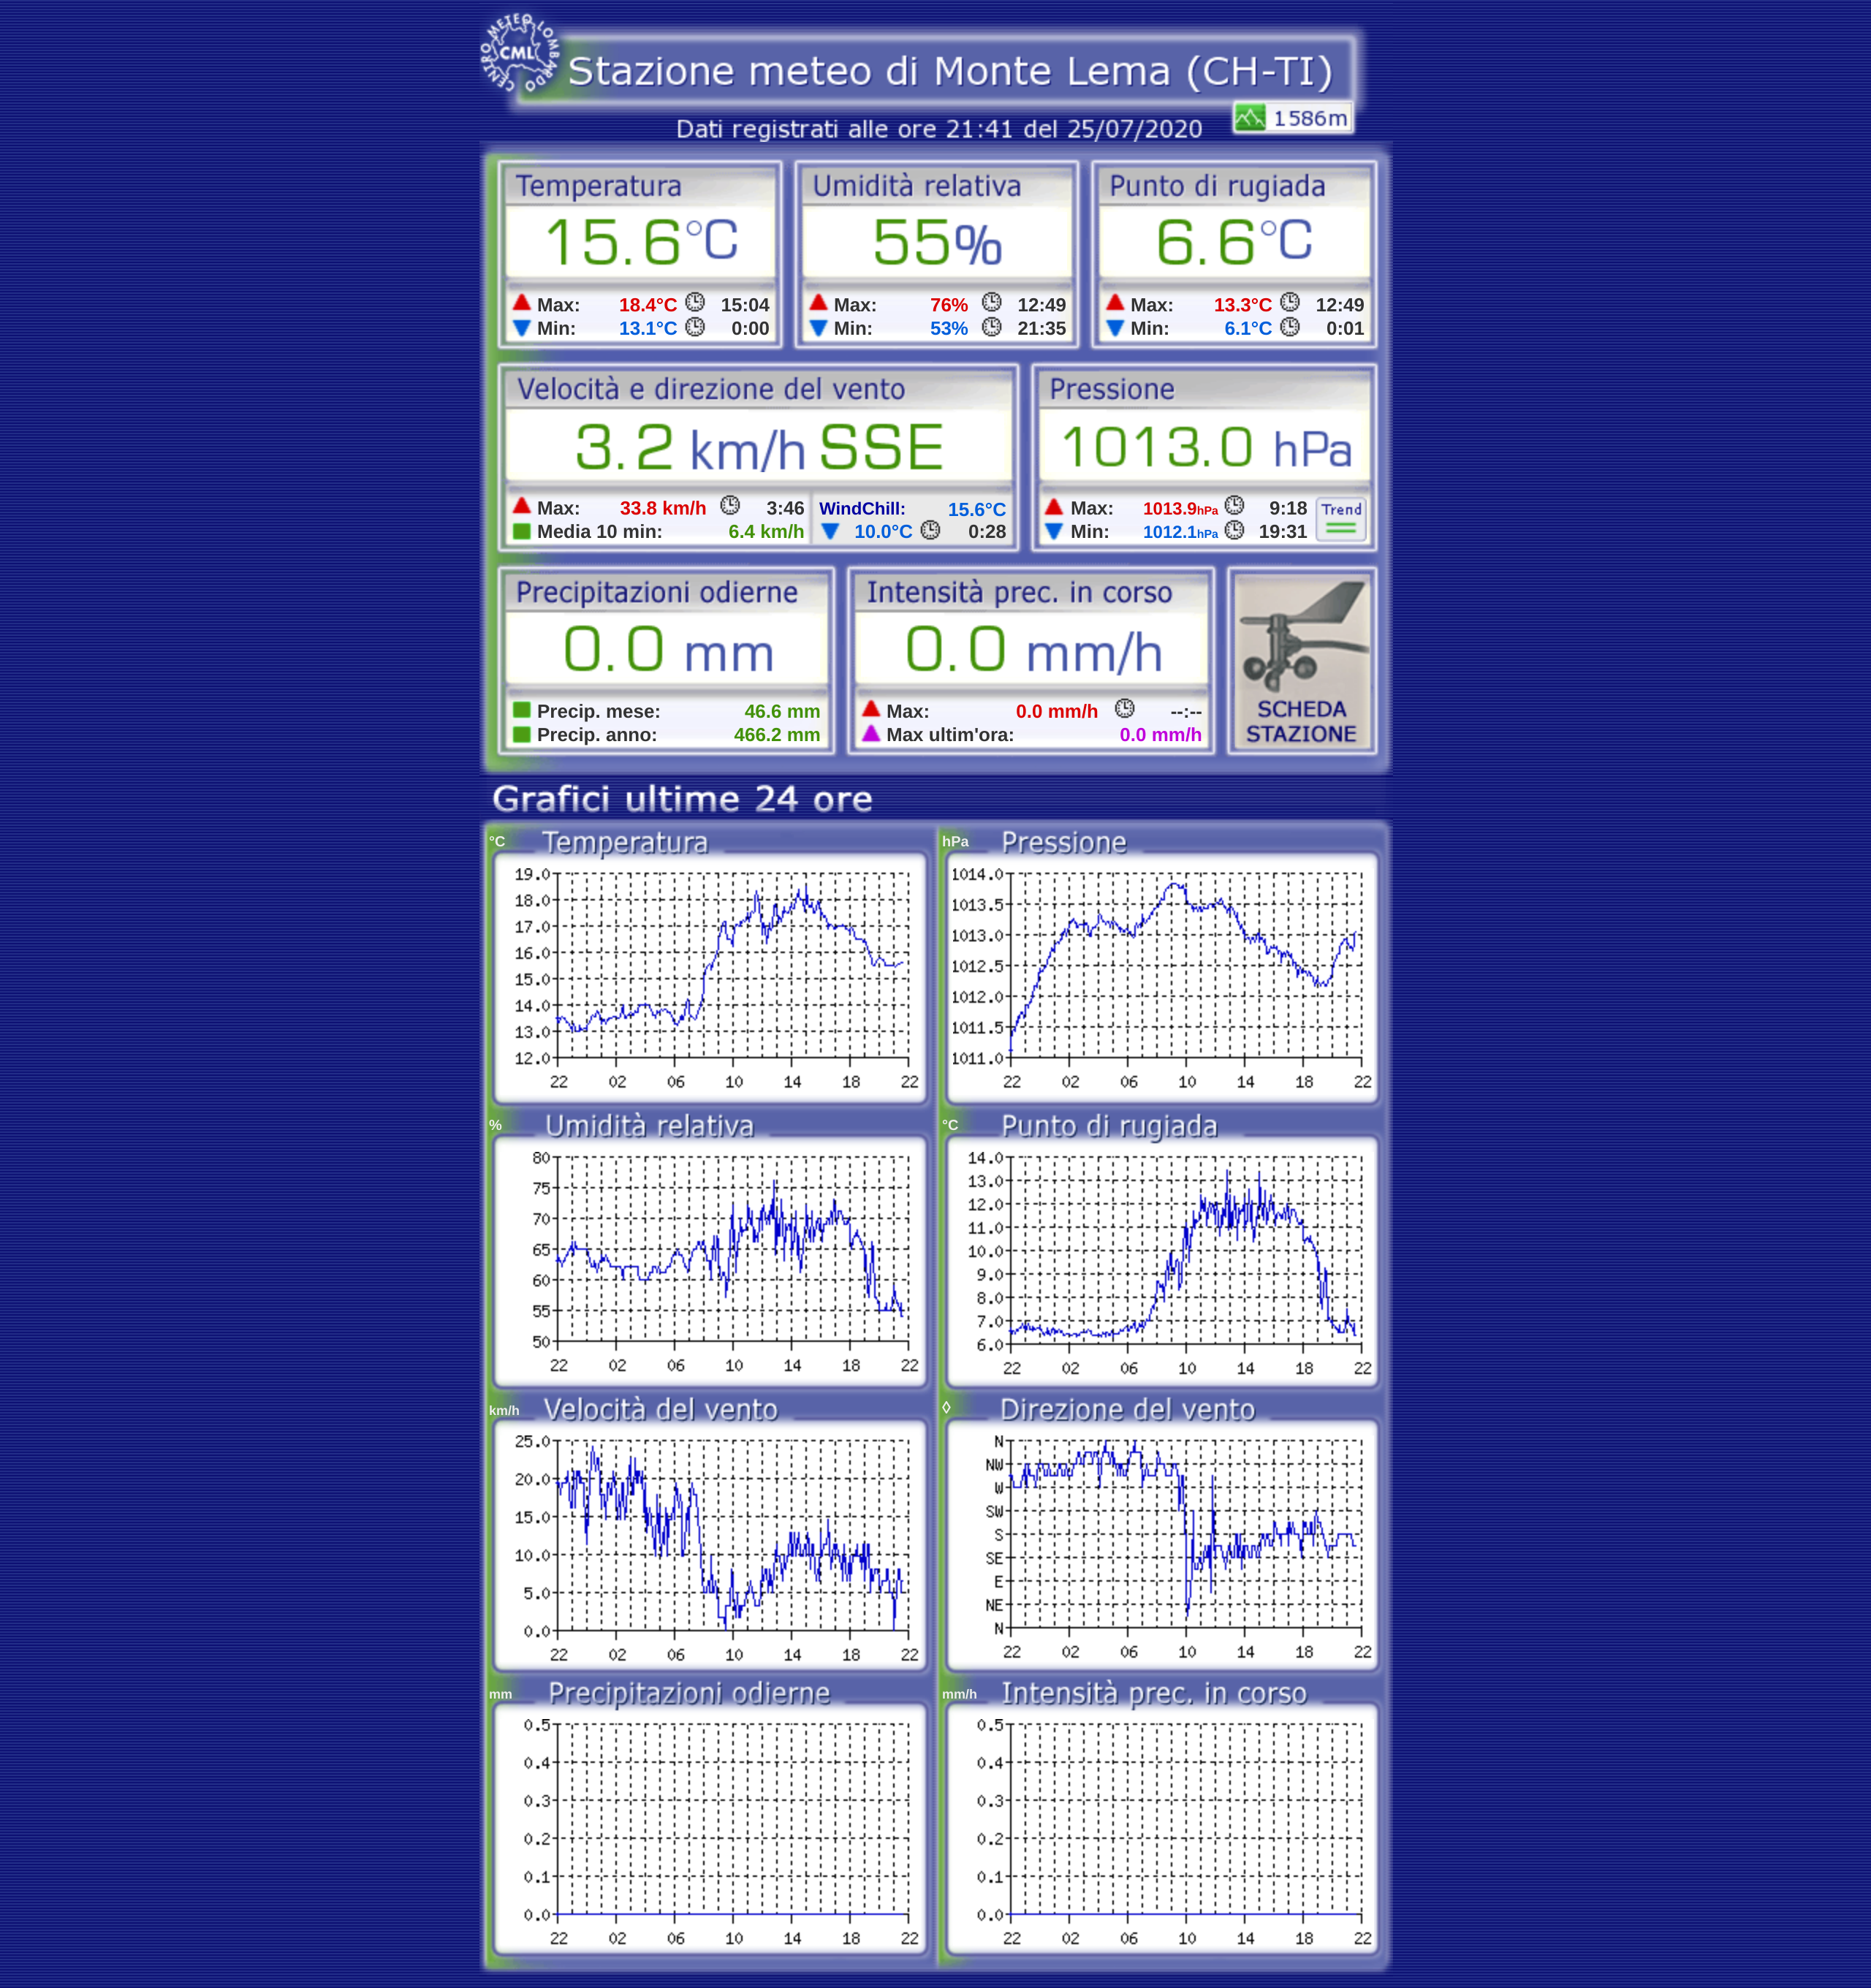 CENTRO METEO LOMBARDO
CML
Stazione meteo di Monte Lema (CH-TI)
1586m
Dati registrati alle ore 21:41 del 25/07/2020
Temperatura Umidità relativa Punto di rugiada
15.6°C 55% 6.6°C
Max: 18.4°C 15:04 Max: 76% 12:49 Max: 13.3°C 12:49
Min: 13.1°C 0:00 Min: 53% 21:35 Min: 6.1°C 0:01
Velocità e direzione del vento Pressione
3.2 km/h SSE 1013.0 hPa
Max: 33.8 km/h 3:46 WindChill: 15.6°C Max: 1013.9hPa 9:18 Trend
Media 10 min: 6.4 km/h 10.0°C 0:28 Min: 1012.1hPa 19:31
Precipitazioni odierne Intensità prec. in corso
0.0 mm 0.0 mm/h
Precip. mese: 46.6 mm Max: 0.0 mm/h --:-- SCHEDA
Precip. anno: 466.2 mm Max ultim'ora: 0.0 mm/h STAZIONE
Grafici ultime 24 ore
°C Temperatura hPa Pressione
19.0 1014.0
18.0 1013.5
17.0 1013.0
16.0 1012.5
15.0 1012.0
14.0 1011.5
13.0 1011.0
12.0
22 02 06 10 14 18 22 22 02 06 10 14 18 22
% Umidità relativa °C Punto di rugiada
80 14.0
75 13.0
70 12.0
65 11.0
60 10.0
55 9.0
50 8.0
7.0
6.0
22 02 06 10 14 18 22 22 02 06 10 14 18 22
km/h Velocità del vento ◊ Direzione del vento
25.0 N
20.0 NW
15.0 W
10.0 SW
5.0 S
0.0 SE
E
NE
N
22 02 06 10 14 18 22 22 02 06 10 14 18 22
mm Precipitazioni odierne mm/h Intensità prec. in corso
0.5 0.5
0.4 0.4
0.3 0.3
0.2 0.2
0.1 0.1
0.0 0.0
22 02 06 10 14 18 22 22 02 06 10 14 18 22